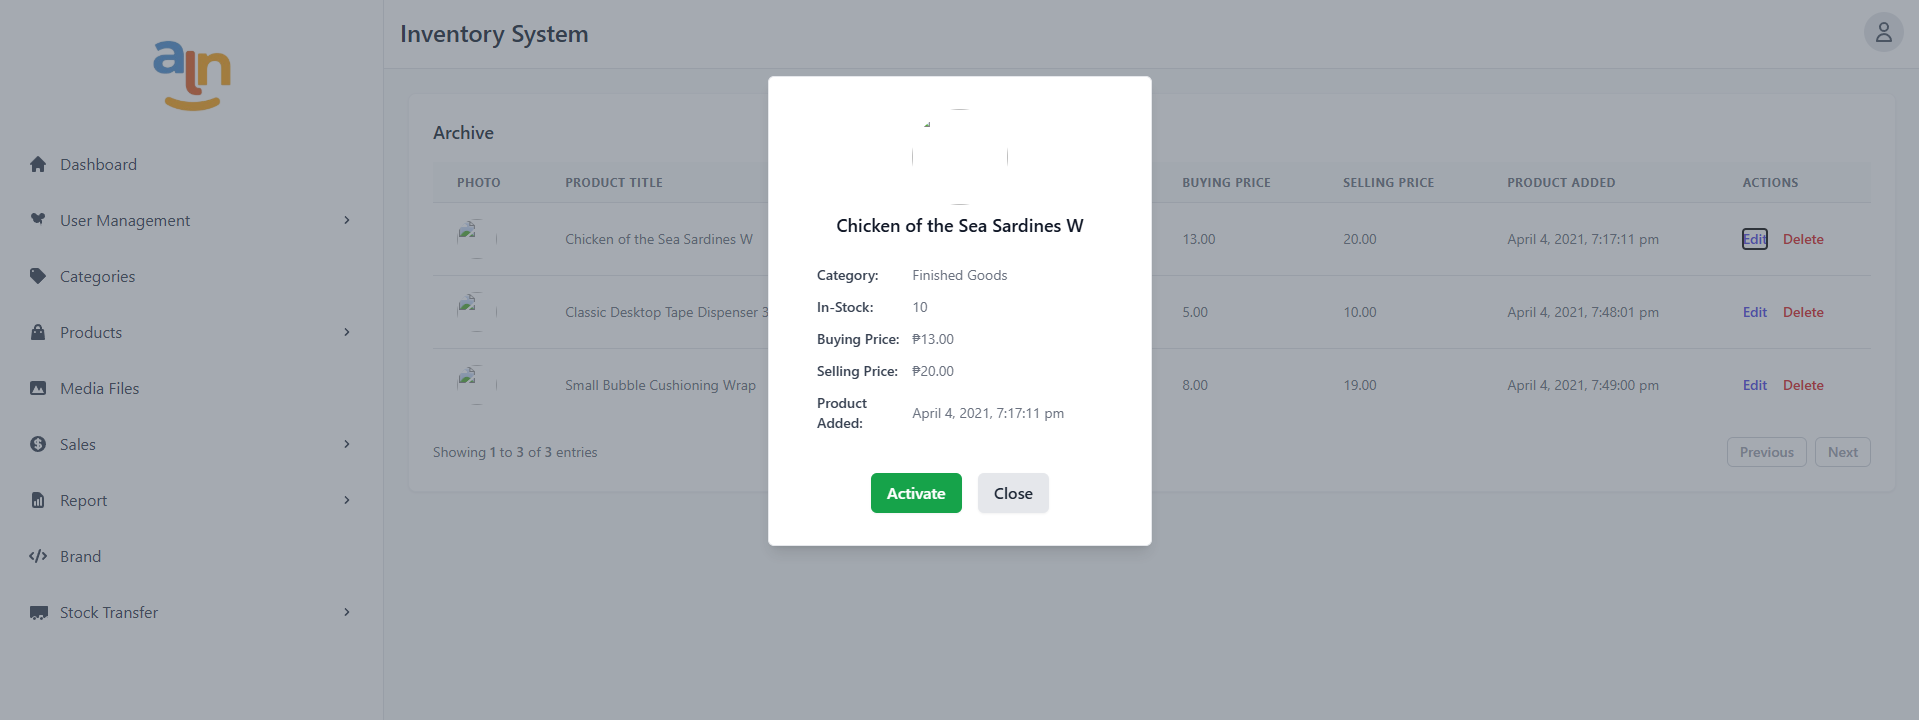 aln
Inventory System
Dashboard
User Management
Categories
Products
Media Files
Sales
Report
Brand
Stock Transfer
Archive
PHOTO PRODUCT TITLE BUYING PRICE SELLING PRICE PRODUCT ADDED ACTIONS
Chicken of the Sea Sardines W 13.00 20.00 April 4, 2021, 7:17:11 pm Edit Delete
Classic Desktop Tape Dispenser 3 5.00 10.00 April 4, 2021, 7:48:01 pm Edit Delete
Small Bubble Cushioning Wrap 8.00 19.00 April 4, 2021, 7:49:00 pm Edit Delete
Showing 1 to 3 of 3 entries Previous Next
Chicken of the Sea Sardines W
Category: Finished Goods
In-Stock: 10
Buying Price: ₱13.00
Selling Price: ₱20.00
Product
Added: April 4, 2021, 7:17:11 pm
Activate Close